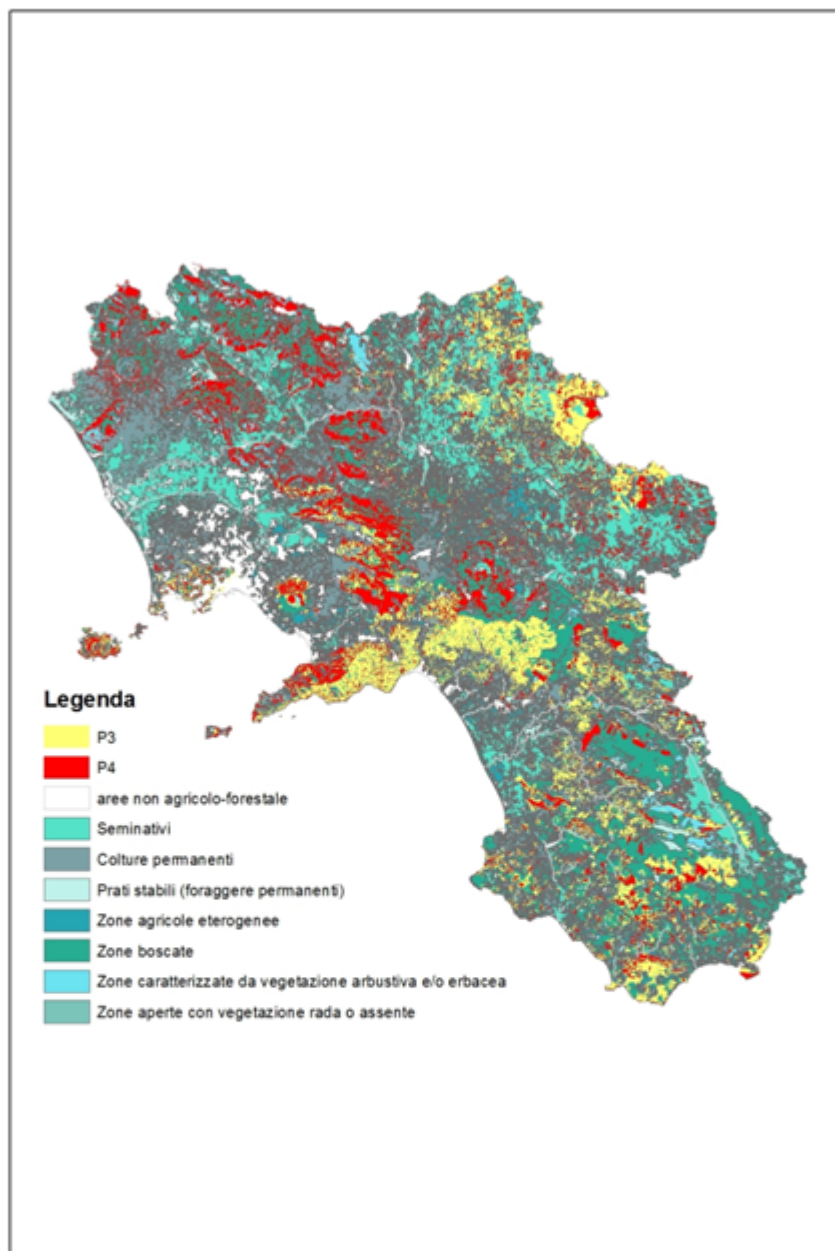 Legenda
P3
P4
aree non agricolo-forestale
Seminativi
Colture permanenti
Prati stabili (foraggere permanenti)
Zone agricole eterogenee
Zone boscate
Zone caratterizzate da vegetazione arbustiva e/o erbacea
Zone aperte con vegetazione rada o assente